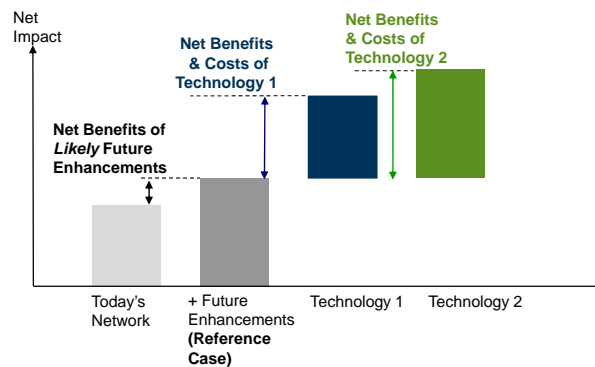 Net
Impact
Net Benefits
& Costs of
Technology 1
Net Benefits
& Costs of
Technology 2
Net Benefits of
Likely Future
Enhancements
Today's
Network
+ Future
Enhancements
(Reference
Case)
Technology 1
Technology 2